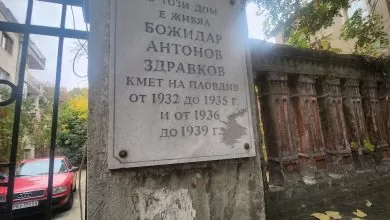 В ТОЗИ ДОМ
Е ЖИВЯЛ
БОЖИДАР
АНТОНОВ
ЗДРАВКОВ
КМЕТ НА ПЛОВДИВ
ОТ 1932 ДО 1935 Г.
И ОТ 1936
ДО 1939 Г.